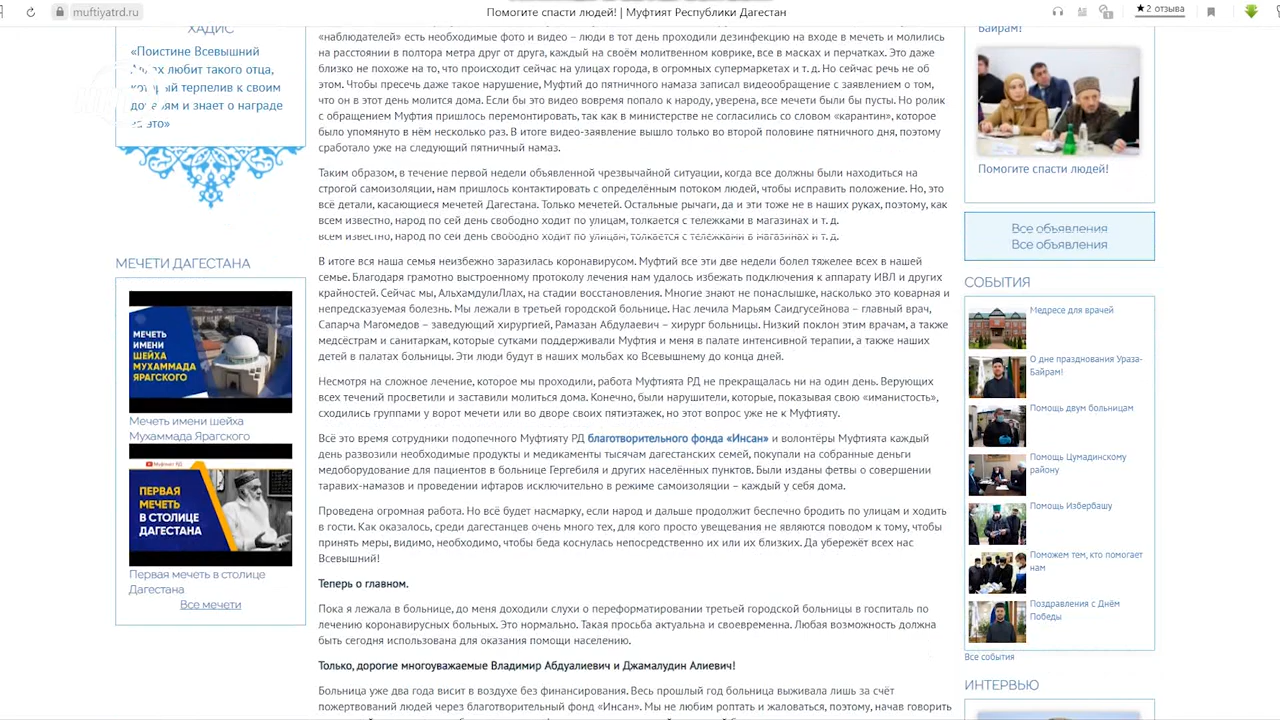 muftiyatrd.ru
Помогите спасти людей! | Муфтият Республики Дагестан
★ 2 отзыва
ХАДИС
«Поистине Всевышний
Аллах любит такого отца,
который терпелив к своим
дочерям и знает о награде
за это»
МЕЧЕТИ ДАГЕСТАНА
МЕЧЕТЬ
ИМЕНИ
ШЕЙХА
МУХАММАДА
ЯРАГСКОГО
Мечеть имени шейха
Мухаммада Ярагского
Муфтият РД
ПЕРВАЯ
МЕЧЕТЬ
В СТОЛИЦЕ
ДАГЕСТАНА
Первая мечеть в столице
Дагестана
Все мечети
«наблюдателей» есть необходимые фото и видео – люди в тот день проходили дезинфекцию на входе в мечеть и молились
на расстоянии в полтора метра друг от друга, каждый на своём молитвенном коврике, все в масках и перчатках. Это даже
близко не похоже на то, что происходит сейчас на улицах города, в огромных супермаркетах и т. д. Но сейчас речь не об
этом. Чтобы пресечь даже такое нарушение, Муфтий до пятничного намаза записал видеообращение с заявлением о том,
что он в этот день молится дома. Если бы это видео вовремя попало к народу, уверена, все мечети были бы пусты. Но ролик
с обращением Муфтия пришлось перемонтировать, так как в министерстве не согласились со словом «карантин», которое
было упомянуто в нём несколько раз. В итоге видео-заявление вышло только во второй половине пятничного дня, поэтому
сработало уже на следующий пятничный намаз.
Таким образом, в течение первой недели объявленной чрезвычайной ситуации, когда все должны были находиться на
строгой самоизоляции, нам пришлось контактировать с определённым потоком людей, чтобы исправить положение. Но, это
всё детали, касающиеся мечетей Дагестана. Только мечетей. Остальные рычаги, да и эти тоже не в наших руках, поэтому, как
всем известно, народ по сей день свободно ходит по улицам, толкается с тележками в магазинах и т. д.
всем известно, народ по сей день свободно ходит по улицам, толкается с тележками в магазинах и т. д.
В итоге вся наша семья неизбежно заразилась коронавирусом. Муфтий все эти две недели болел тяжелее всех в нашей
семье. Благодаря грамотно выстроенному протоколу лечения нам удалось избежать подключения к аппарату ИВЛ и других
крайностей. Сейчас мы, АльхамдулиЛлах, на стадии восстановления. Многие знают не понаслышке, насколько это коварная и
непредсказуемая болезнь. Мы лежали в третьей городской больнице. Нас лечила Марьям Саидгусейнова – главный врач,
Сапарча Магомедов – заведующий хирургией, Рамазан Абдулаевич – хирург больницы. Низкий поклон этим врачам, а также
медсёстрам и санитаркам, которые сутками поддерживали Муфтия и меня в палате интенсивной терапии, а также наших
детей в палатах больницы. Эти люди будут в наших мольбах ко Всевышнему до конца дней.
Несмотря на сложное лечение, которое мы проходили, работа Муфтията РД не прекращалась ни на один день. Верующих
всех течений просветили и заставили молиться дома. Конечно, были нарушители, которые, показывая свою «иманистость»,
сходились группами у ворот мечети или во дворе своих пятиэтажек, но этот вопрос уже не к Муфтияту.
Всё это время сотрудники подопечного Муфтияту РД благотворительного фонда «Инсан» и волонтёры Муфтията каждый
день развозили необходимые продукты и медикаменты тысячам дагестанских семей, покупали на собранные деньги
медоборудование для пациентов в больнице Гергебиля и других населённых пунктов. Были изданы фетвы о совершении
таравих-намазов и проведении ифтаров исключительно в режиме самоизоляции – каждый у себя дома.
Проведена огромная работа. Но всё будет насмарку, если народ и дальше продолжит беспечно бродить по улицам и ходить
в гости. Как оказалось, среди дагестанцев очень много тех, для кого просто увещевания не являются поводом к тому, чтобы
принять меры, видимо, необходимо, чтобы беда коснулась непосредственно их или их близких. Да убережёт всех нас
Всевышний!
Теперь о главном.
Пока я лежала в больнице, до меня доходили слухи о переформатировании третьей городской больницы в госпиталь по
лечению коронавирусных больных. Это нормально. Такая просьба актуальна и своевременна. Любая возможность должна
быть сегодня использована для оказания помощи населению.
Только, дорогие многоуважаемые Владимир Абдуалиевич и Джамалудин Алиевич!
Больница уже два года висит в воздухе без финансирования. Весь прошлый год больница выживала лишь за счёт
пожертвований людей через благотворительный фонд «Инсан». Мы не любим роптать и жаловаться, поэтому, начав говорить
Байрам!
Помогите спасти людей!
Все объявления
Все объявления
СОБЫТИЯ
Медресе для врачей
О дне празднования Ураза-
Байрам!
Помощь двум больницам
Помощь Цумадинскому
району
Помощь Избербашу
Поможем тем, кто помогает
нам
Поздравления с Днём
Победы
Все события
ИНТЕРВЬЮ